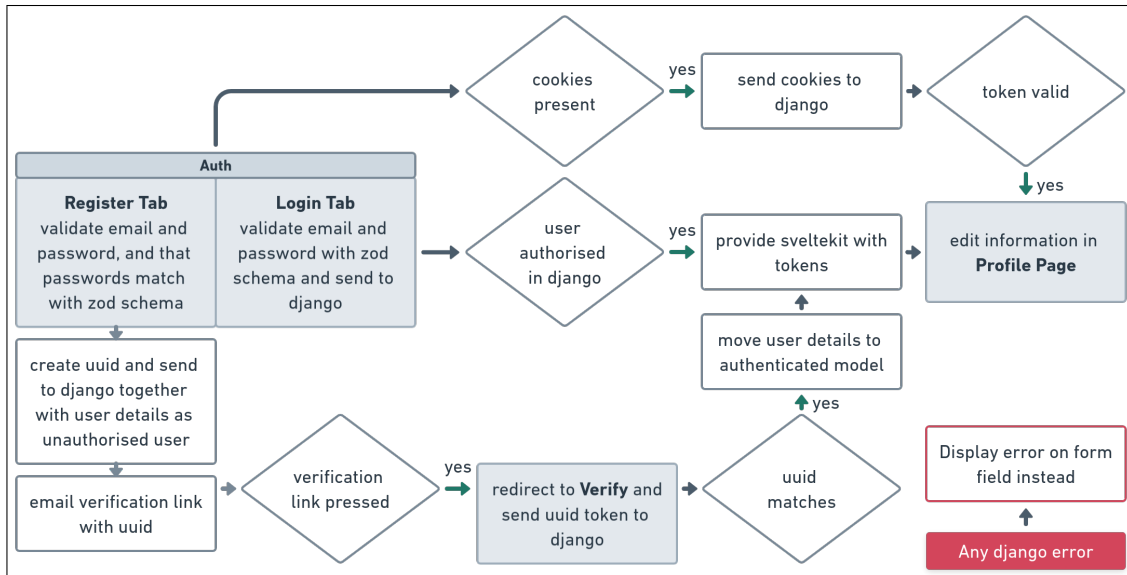 cookies
present
yes
send cookies to
django
token valid
yes
Auth
Register Tab
validate email and
password, and that
passwords match
with zod schema
Login Tab
validate email and
password with zod
schema and send to
django
user
authorised
in django
yes
provide sveltekit with
tokens
edit information in
Profile Page
create uuid and send
to django together
with user details as
unauthorised user
move user details to
authenticated model
yes
email verification link
with uuid
verification
link pressed
yes
redirect to Verify and
send uuid token to
django
uuid
matches
Display error on form
field instead
Any django error